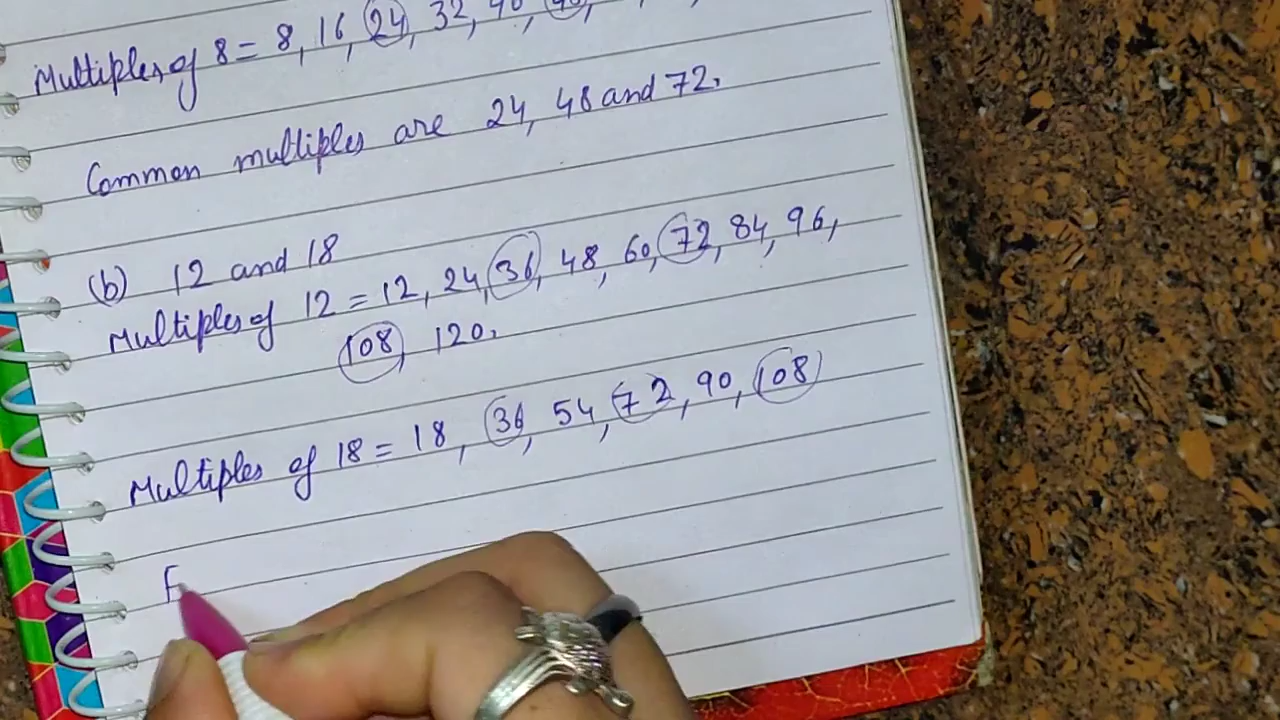 Multiples of 8 = 8, 16, 24, 32, 40,
Common multiples are 24, 48 and 72.
(b) 12 and 18
Multiples of 12 = 12, 24, 36, 48, 60, 72, 84, 96,
108, 120.
Multiples of 18 = 18, 36, 54, 72, 90, 108
F